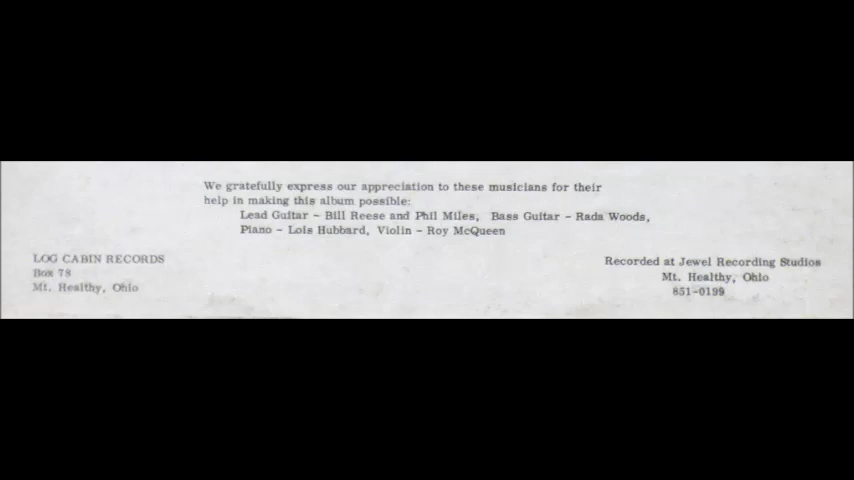 We gratefully express our appreciation to these musicians for their
help in making this album possible:
Lead Guitar - Bill Reese and Phil Miles, Bass Guitar - Rada Woods,
Piano - Lois Hubbard, Violin - Roy McQueen
LOG CABIN RECORDS
Box 78
Mt. Healthy, Ohio
Recorded at Jewel Recording Studios
Mt. Healthy, Ohio
851-0199